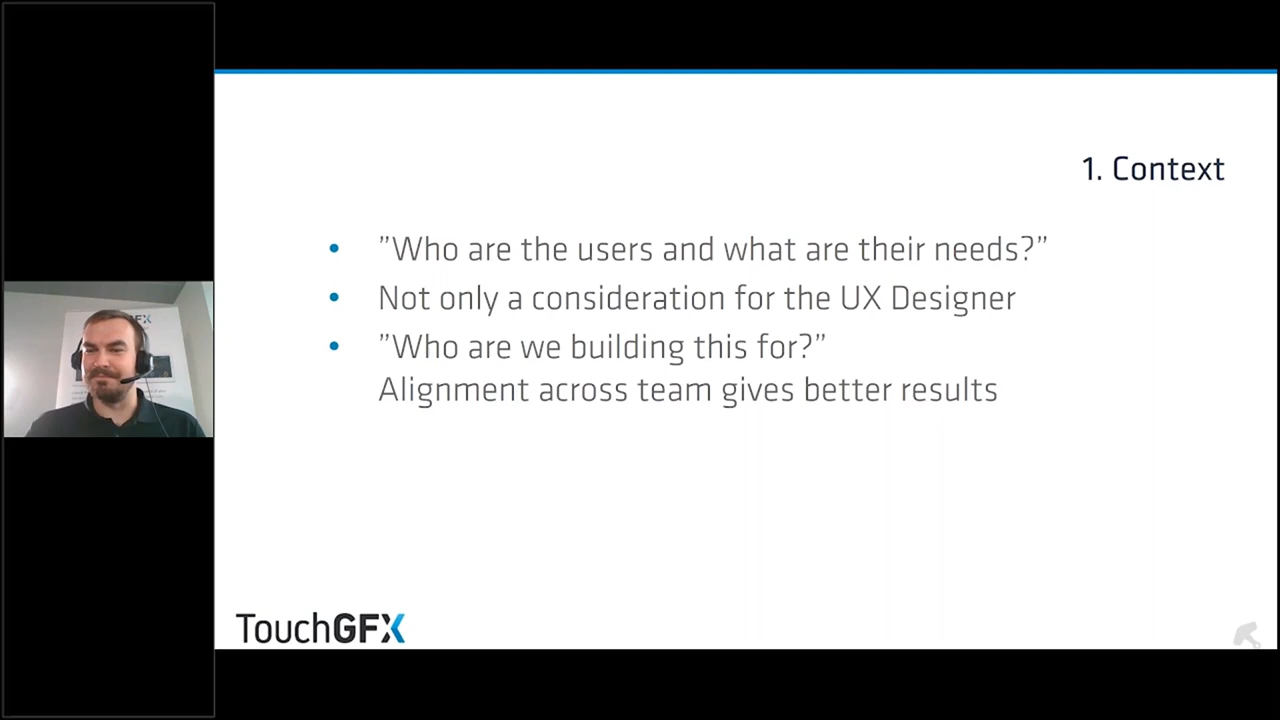 1. Context
• ”Who are the users and what are their needs?”
• Not only a consideration for the UX Designer
• ”Who are we building this for?”
Alignment across team gives better results
TouchGFX